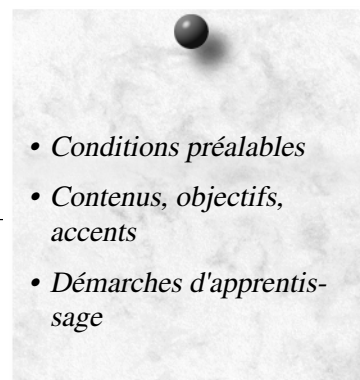 • Conditions préalables
• Contenus, objectifs,
accents
• Démarches d'apprentis-
sage